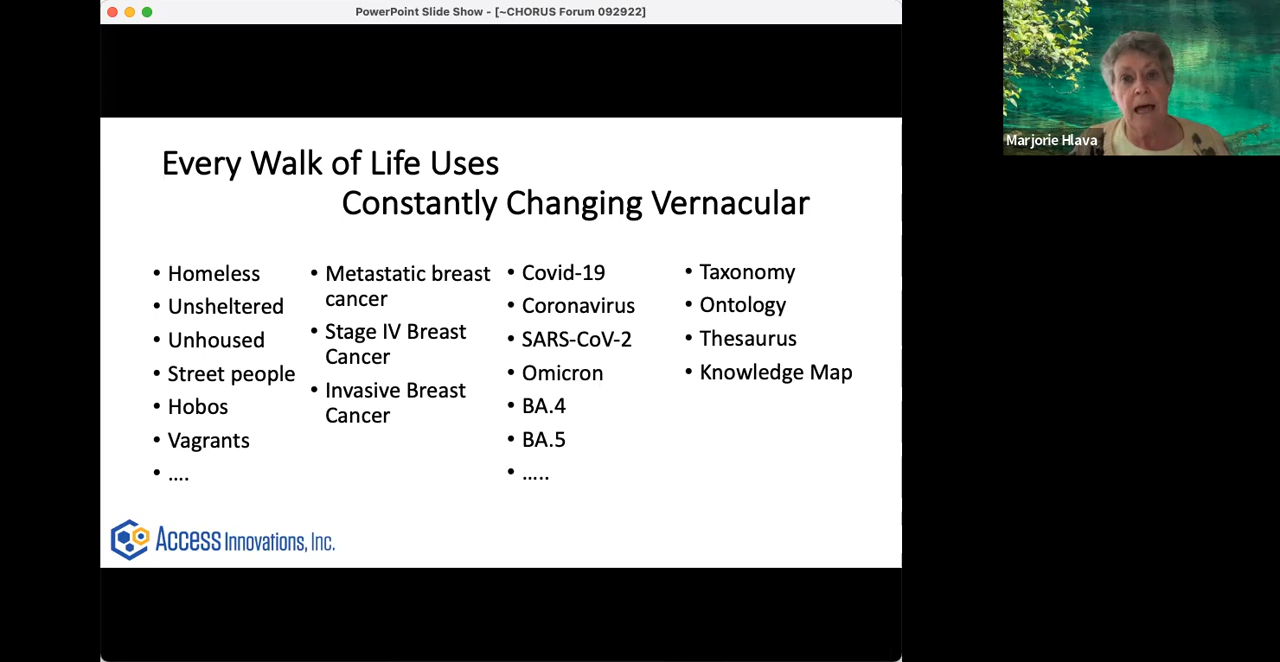 PowerPoint Slide Show - [~CHORUS Forum 092922]
Marjorie Hlava
Every Walk of Life Uses
Constantly Changing Vernacular
• Homeless
• Unsheltered
• Unhoused
• Street people
• Hobos
• Vagrants
• ....
• Metastatic breast
cancer
• Stage IV Breast
Cancer
• Invasive Breast
Cancer
• Covid-19
• Coronavirus
• SARS-CoV-2
• Omicron
• BA.4
• BA.5
• .....
• Taxonomy
• Ontology
• Thesaurus
• Knowledge Map
Access Innovations, Inc.